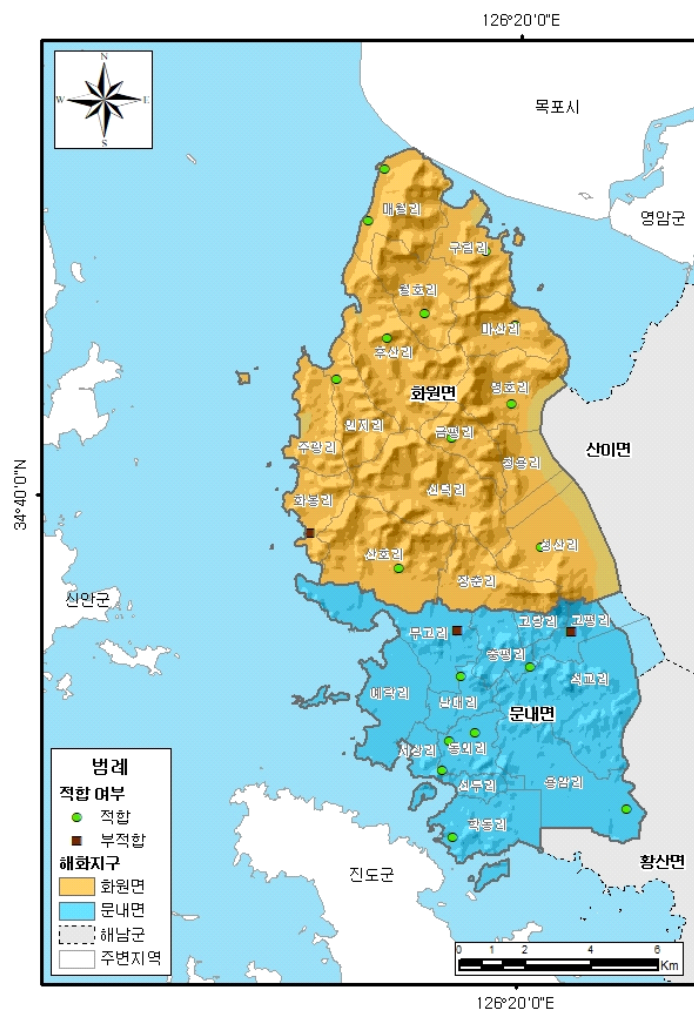 126°20'0"E
N
W
E
S
목포시
영암군
매월리
구림리
월호리
마산리
후산리
영호리
화원면
인지리
금평리
산이면
주광리
청용리
신덕리
34°40'0"N
화봉리
성산리
산호리
장춘리
신안군
고당리
고평리
무고리
충평리
석교리
예락리
난대리
문내면
서상리
동외리
범례
적합 여부
선두리
용암리
적합
학동리
부적합
해화지구
황산면
화원면
진도군
문내면
해남군
주변지역
0 1 2 4 6
Km
126°20'0"E